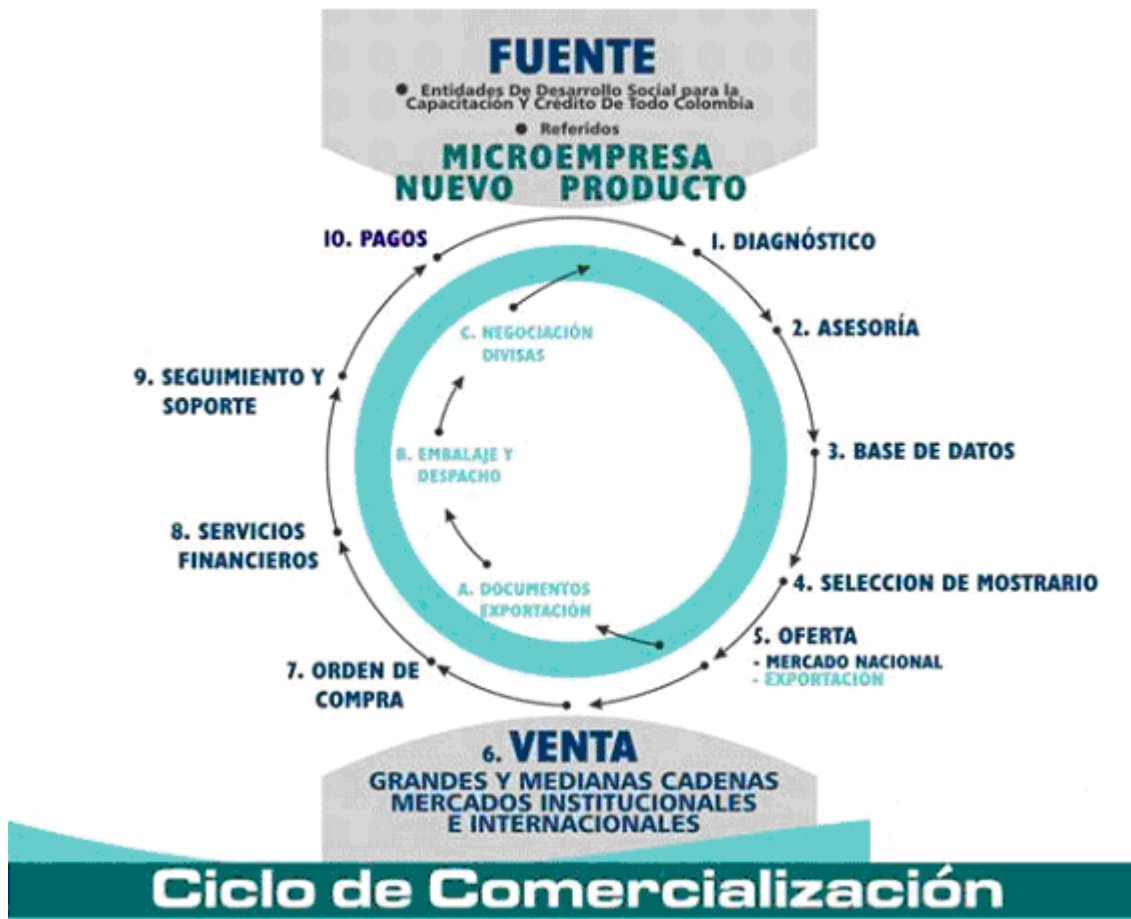 FUENTE
• Entidades De Desarrollo Social para la
Capacitación Y Crédito De Todo Colombia
• Referidos
MICROEMPRESA
NUEVO PRODUCTO
10. PAGOS
1. DIAGNÓSTICO
2. ASESORÍA
C. NEGOCIACIÓN
DIVISAS
9. SEGUIMIENTO Y
SOPORTE
3. BASE DE DATOS
B. EMBALAJE Y
DESPACHO
8. SERVICIOS
FINANCIEROS
4. SELECCION DE MOSTRARIO
A. DOCUMENTOS
EXPORTACIÓN
5. OFERTA
- MERCADO NACIONAL
- EXPORTACIÓN
7. ORDEN DE
COMPRA
6. VENTA
GRANDES Y MEDIANAS CADENAS
MERCADOS INSTITUCIONALES
E INTERNACIONALES
Ciclo de Comercialización